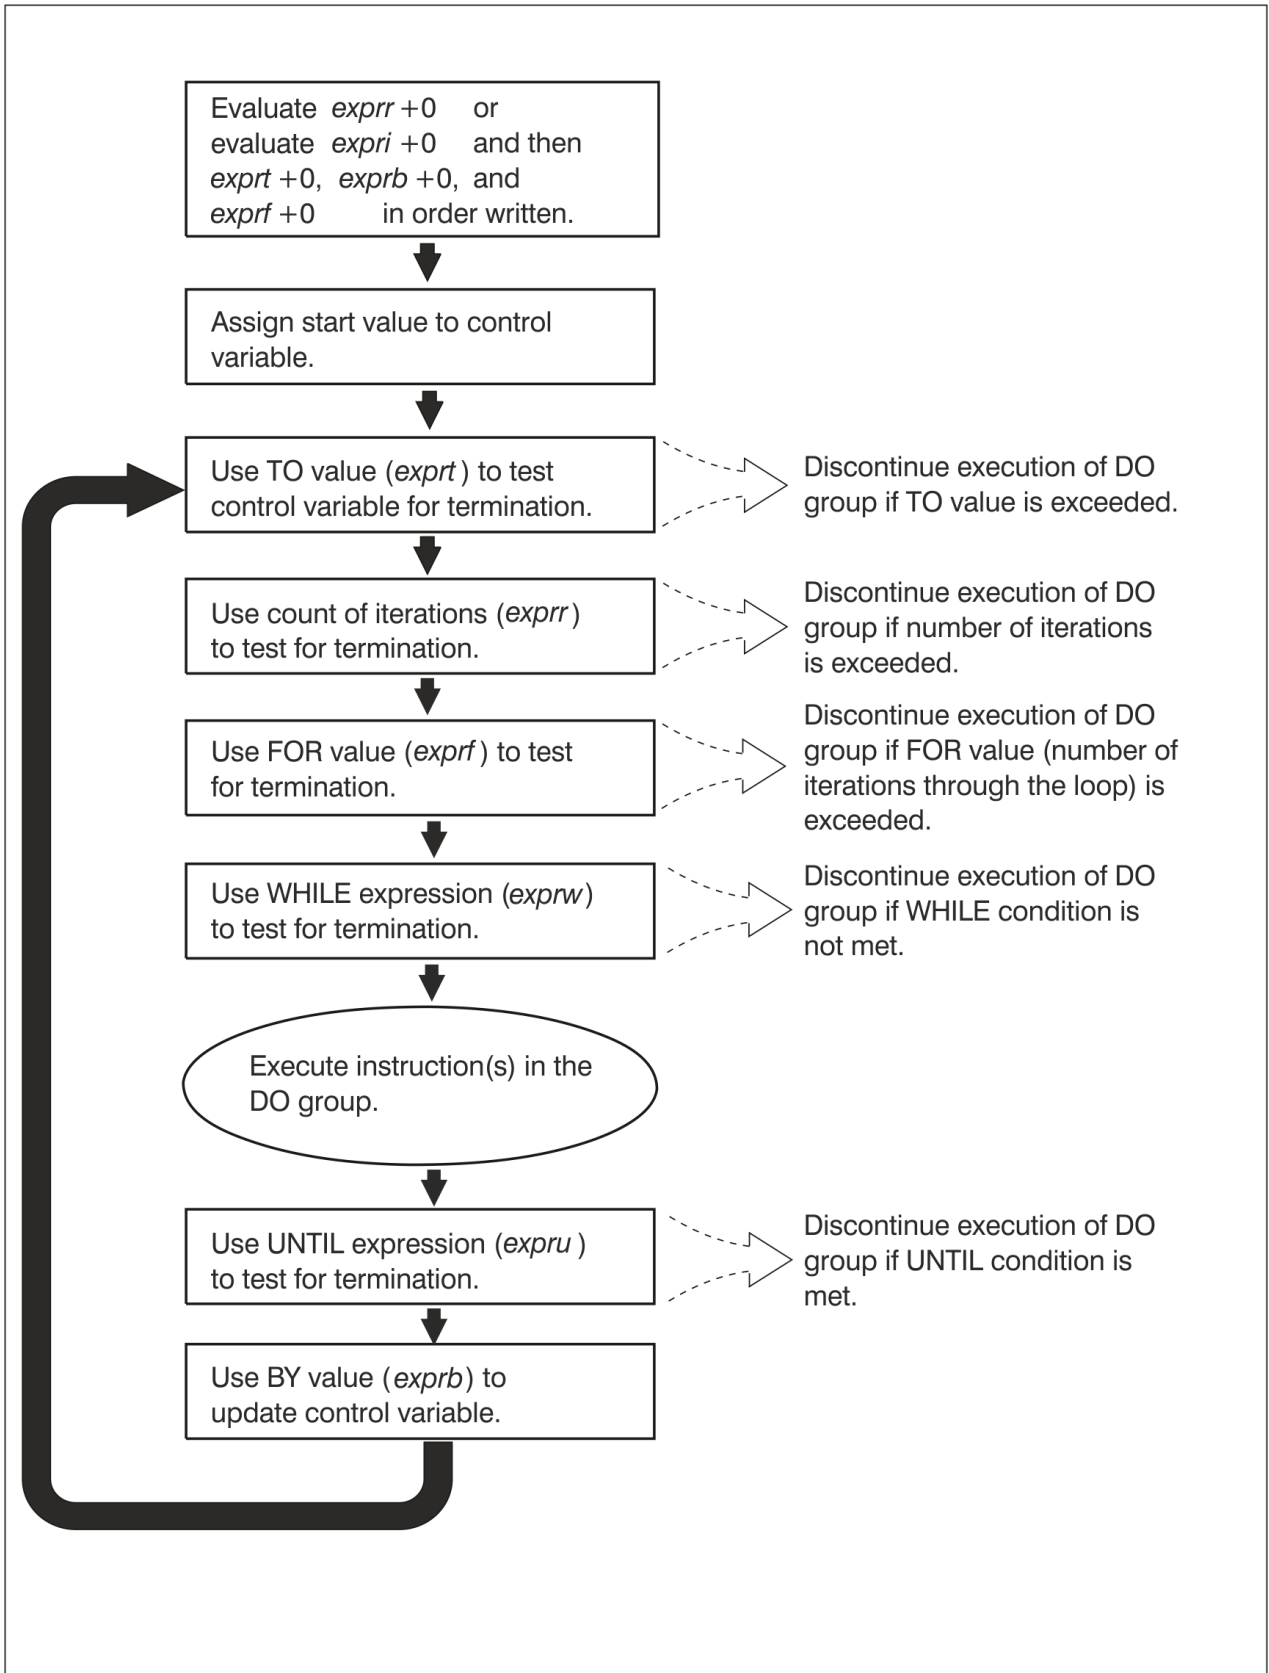 Evaluate exprr +0 or
evaluate expri +0 and then
exprt +0, exprb +0, and
exprf +0 in order written.
Assign start value to control
variable.
Use TO value (exprt) to test
control variable for termination.
Discontinue execution of DO
group if TO value is exceeded.
Use count of iterations (exprr)
to test for termination.
Discontinue execution of DO
group if number of iterations
is exceeded.
Use FOR value (exprf) to test
for termination.
Discontinue execution of DO
group if FOR value (number of
iterations through the loop) is
exceeded.
Use WHILE expression (exprw)
to test for termination.
Discontinue execution of DO
group if WHILE condition is
not met.
Execute instruction(s) in the
DO group.
Use UNTIL expression (expru)
to test for termination.
Discontinue execution of DO
group if UNTIL condition is
met.
Use BY value (exprb) to
update control variable.